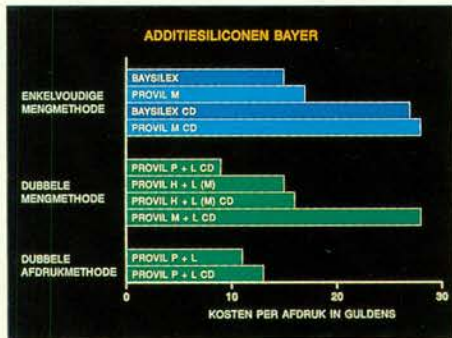 ADDITIESILICONEN BAYER
ENKELVOUDIGE
MENGMETHODE
BAYSILEX
PROVIL M
BAYSILEX CD
PROVIL M CD
DUBBELE
MENGMETHODE
PROVIL P + L CD
PROVIL H + L (M)
PROVIL H + L (M) CD
PROVIL M + L CD
DUBBELE
AFDRUKMETHODE
PROVIL P + L
PROVIL P + L CD
0 10 20 30
KOSTEN PER AFDRUK IN GULDENS